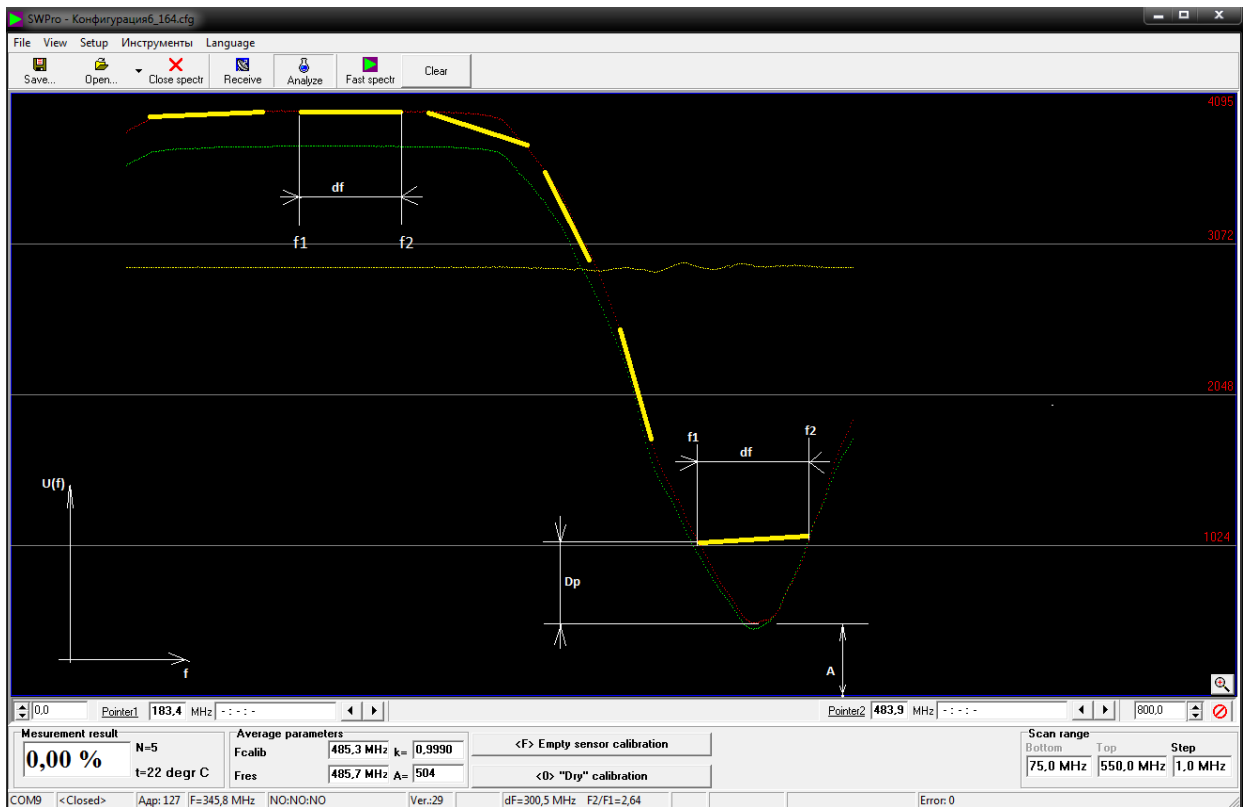 SWPro - Конфигурация6_164.cfg
File View Setup Инструменты Language
Save... Open... Close spectr Receive Analyze Fast spectr Clear
4095
df
f1 f2
3072
2048
f1 f2
df
U(f)
1024
Dp
A
f
0,0 Pointer1 183,4 MHz - : - : - Pointer2 483,9 MHz - : - : - 800,0
Mesurement result Average parameters Scan range
0,00 % N=5 Fcalib 485,3 MHz k= 0,9990 <F> Empty sensor calibration Bottom Top Step
t=22 degr C Fres 485,7 MHz A= 504 <0> "Dry" calibration 75,0 MHz 550,0 MHz 1,0 MHz
COM9 <Closed> Адр: 127 F=345,8 MHz NO:NO:NO Ver.:29 dF=300,5 MHz F2/F1=2,64 Error: 0